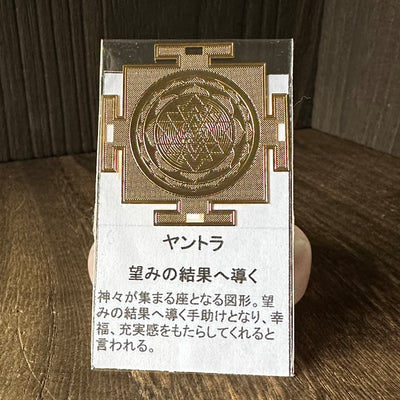 ヤントラ
望みの結果へ導く
神々が集まる座となる図形。望
みの結果へ導く手助けとなり、幸
福、充実感をもたらしてくれると
言われる。